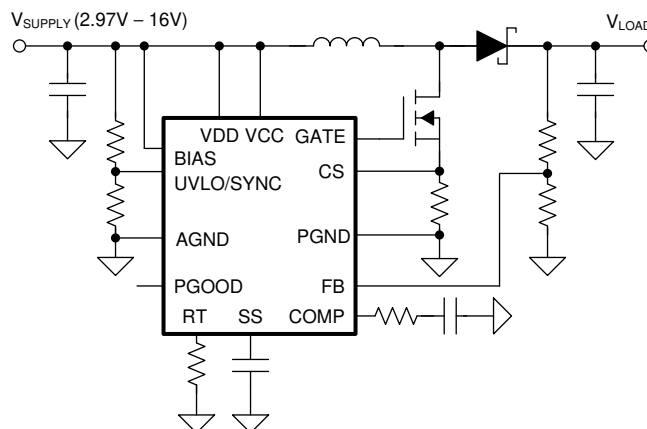 VSUPPLY (2.97V – 16V)
VLOAD
VDD VCC GATE
BIAS
UVLO/SYNC
CS
AGND
PGND
PGOOD
FB
RT SS COMP